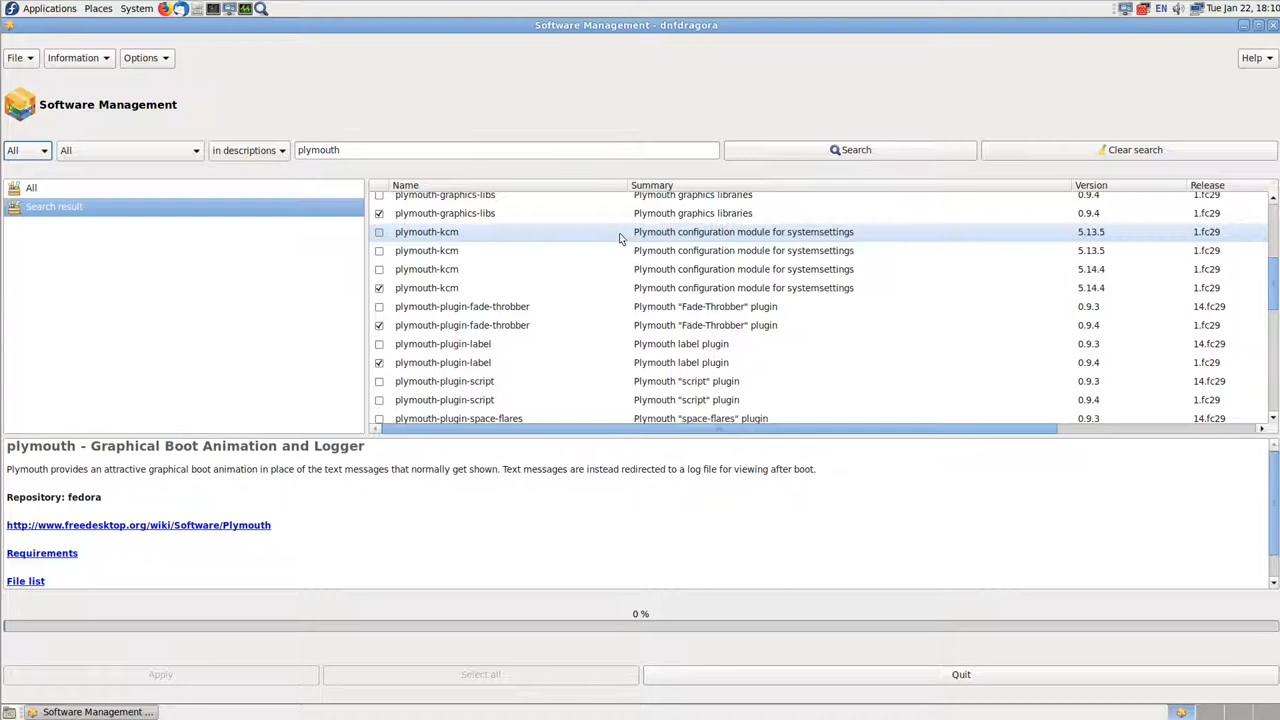 Applications Places System EN Tue Jan 22, 18:10
Software Management - dnfdragora
File Information Options Help
Software Management
All All in descriptions plymouth Search Clear search
All
Search result
Name Summary Version Release
plymouth-graphics-libs Plymouth graphics libraries 0.9.4 1.fc29
plymouth-graphics-libs Plymouth graphics libraries 0.9.4 1.fc29
plymouth-kcm Plymouth configuration module for systemsettings 5.13.5 1.fc29
plymouth-kcm Plymouth configuration module for systemsettings 5.13.5 1.fc29
plymouth-kcm Plymouth configuration module for systemsettings 5.14.4 1.fc29
plymouth-kcm Plymouth configuration module for systemsettings 5.14.4 1.fc29
plymouth-plugin-fade-throbber Plymouth "Fade-Throbber" plugin 0.9.3 14.fc29
plymouth-plugin-fade-throbber Plymouth "Fade-Throbber" plugin 0.9.4 1.fc29
plymouth-plugin-label Plymouth label plugin 0.9.3 14.fc29
plymouth-plugin-label Plymouth label plugin 0.9.4 1.fc29
plymouth-plugin-script Plymouth "script" plugin 0.9.3 14.fc29
plymouth-plugin-script Plymouth "script" plugin 0.9.4 1.fc29
plymouth-plugin-space-flares Plymouth "space-flares" plugin 0.9.3 14.fc29
plymouth - Graphical Boot Animation and Logger
Plymouth provides an attractive graphical boot animation in place of the text messages that normally get shown. Text messages are instead redirected to a log file for viewing after boot.
Repository: fedora
http://www.freedesktop.org/wiki/Software/Plymouth
Requirements
File list
0 %
Apply Select all Quit
Software Management ...